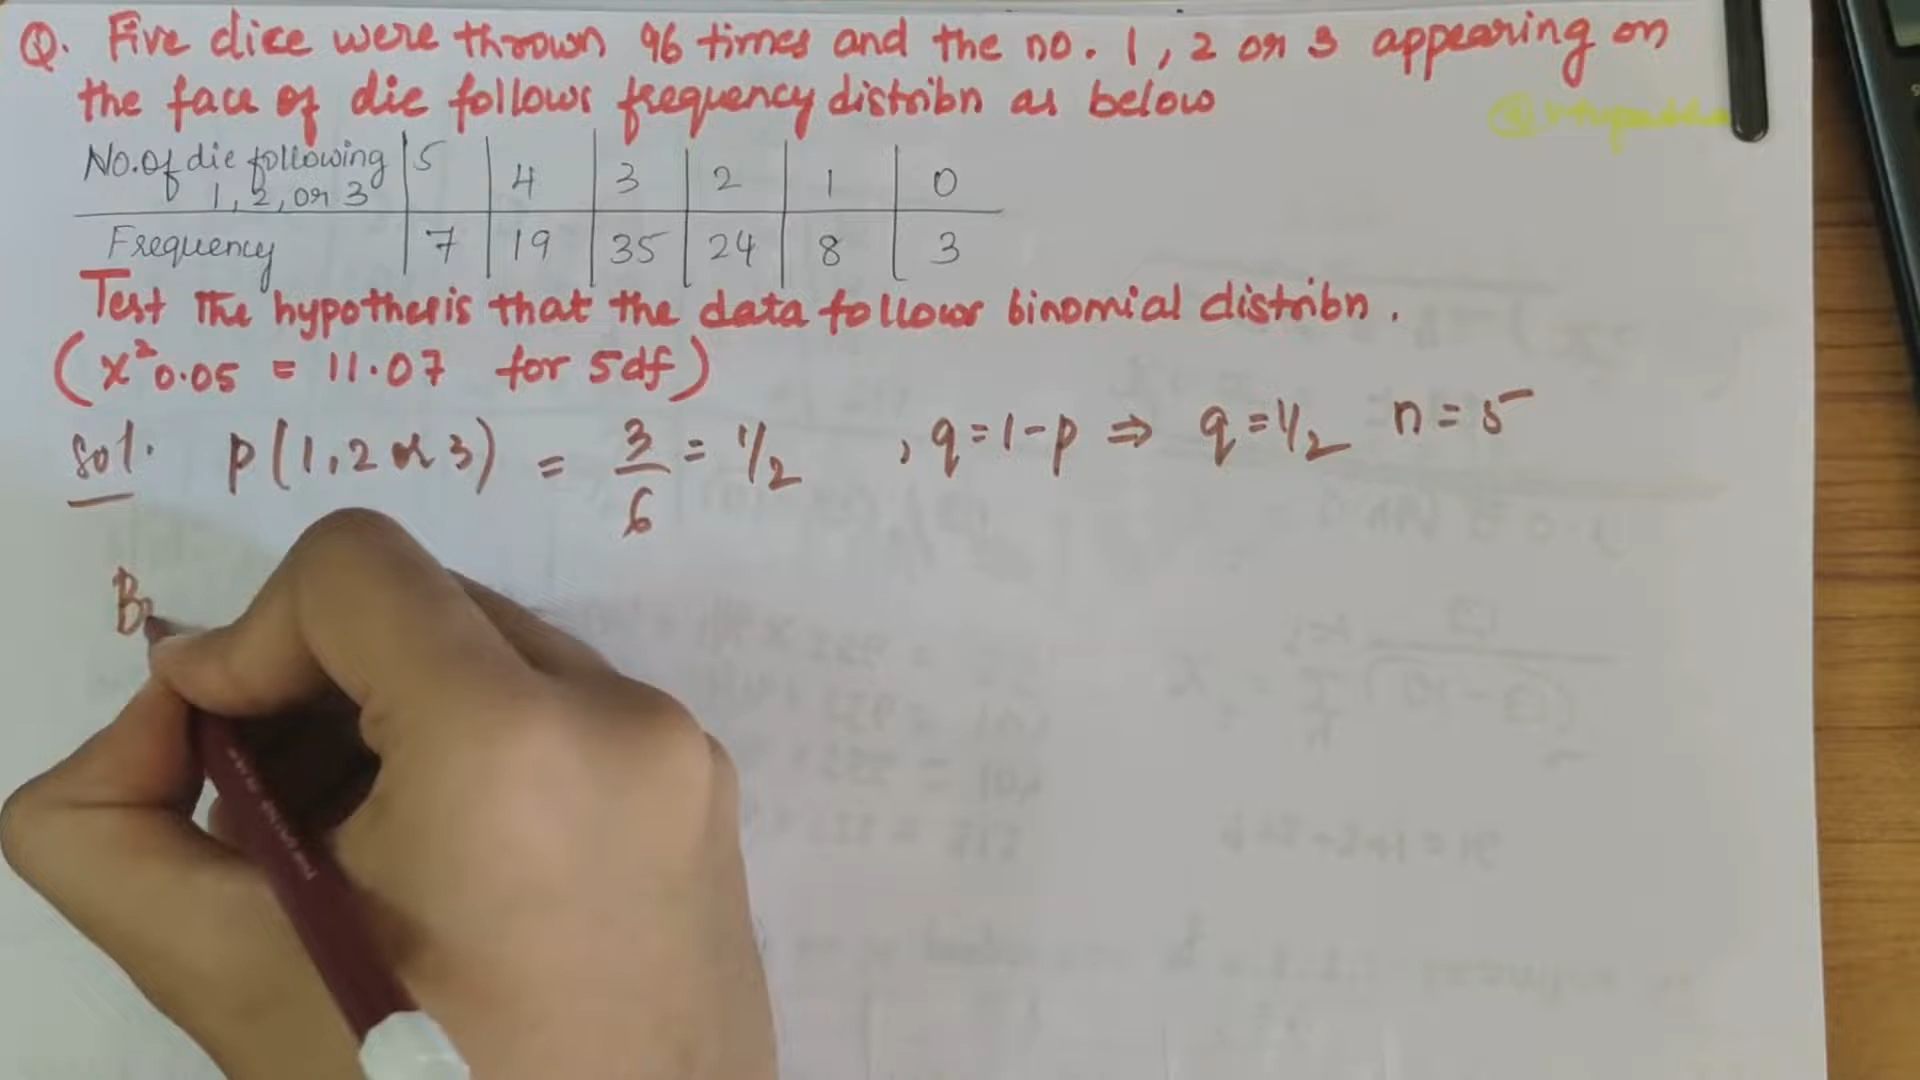 Q. Five dice were thrown 96 times and the no. 1, 2 or 3 appearing on
the face of die follows frequency distribn as below
No. of die following 1, 2, or 3 | 5 | 4 | 3 | 2 | 1 | 0
Frequency | 7 | 19 | 35 | 24 | 8 | 3
Test the hypothesis that the data follows binomial distribn.
(χ² 0.05 = 11.07 for 5df)
Sol. P(1,2 or 3) = 3/6 = 1/2 , q=1-p ⇒ q=1/2 n=5